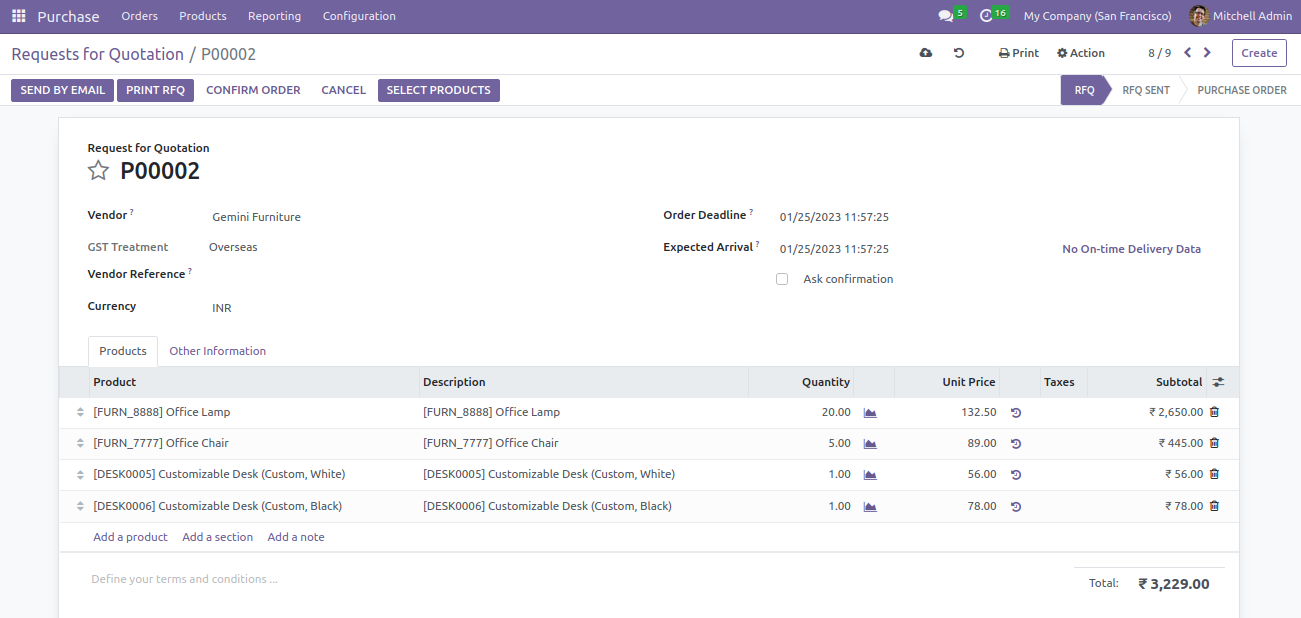 Purchase Orders Products Reporting Configuration 5 16 My Company (San Francisco) Mitchell Admin
Requests for Quotation / P00002 Print Action 8 / 9 Create
SEND BY EMAIL PRINT RFQ CONFIRM ORDER CANCEL SELECT PRODUCTS RFQ RFQ SENT PURCHASE ORDER
Request for Quotation
P00002
Vendor ? Gemini Furniture Order Deadline ? 01/25/2023 11:57:25
GST Treatment Overseas Expected Arrival ? 01/25/2023 11:57:25 No On-time Delivery Data
Vendor Reference ? Ask confirmation
Currency INR
Products Other Information
Product Description Quantity Unit Price Taxes Subtotal
[FURN_8888] Office Lamp [FURN_8888] Office Lamp 20.00 132.50 ₹ 2,650.00
[FURN_7777] Office Chair [FURN_7777] Office Chair 5.00 89.00 ₹ 445.00
[DESK0005] Customizable Desk (Custom, White) [DESK0005] Customizable Desk (Custom, White) 1.00 56.00 ₹ 56.00
[DESK0006] Customizable Desk (Custom, Black) [DESK0006] Customizable Desk (Custom, Black) 1.00 78.00 ₹ 78.00
Add a product Add a section Add a note
Define your terms and conditions ... Total: ₹ 3,229.00